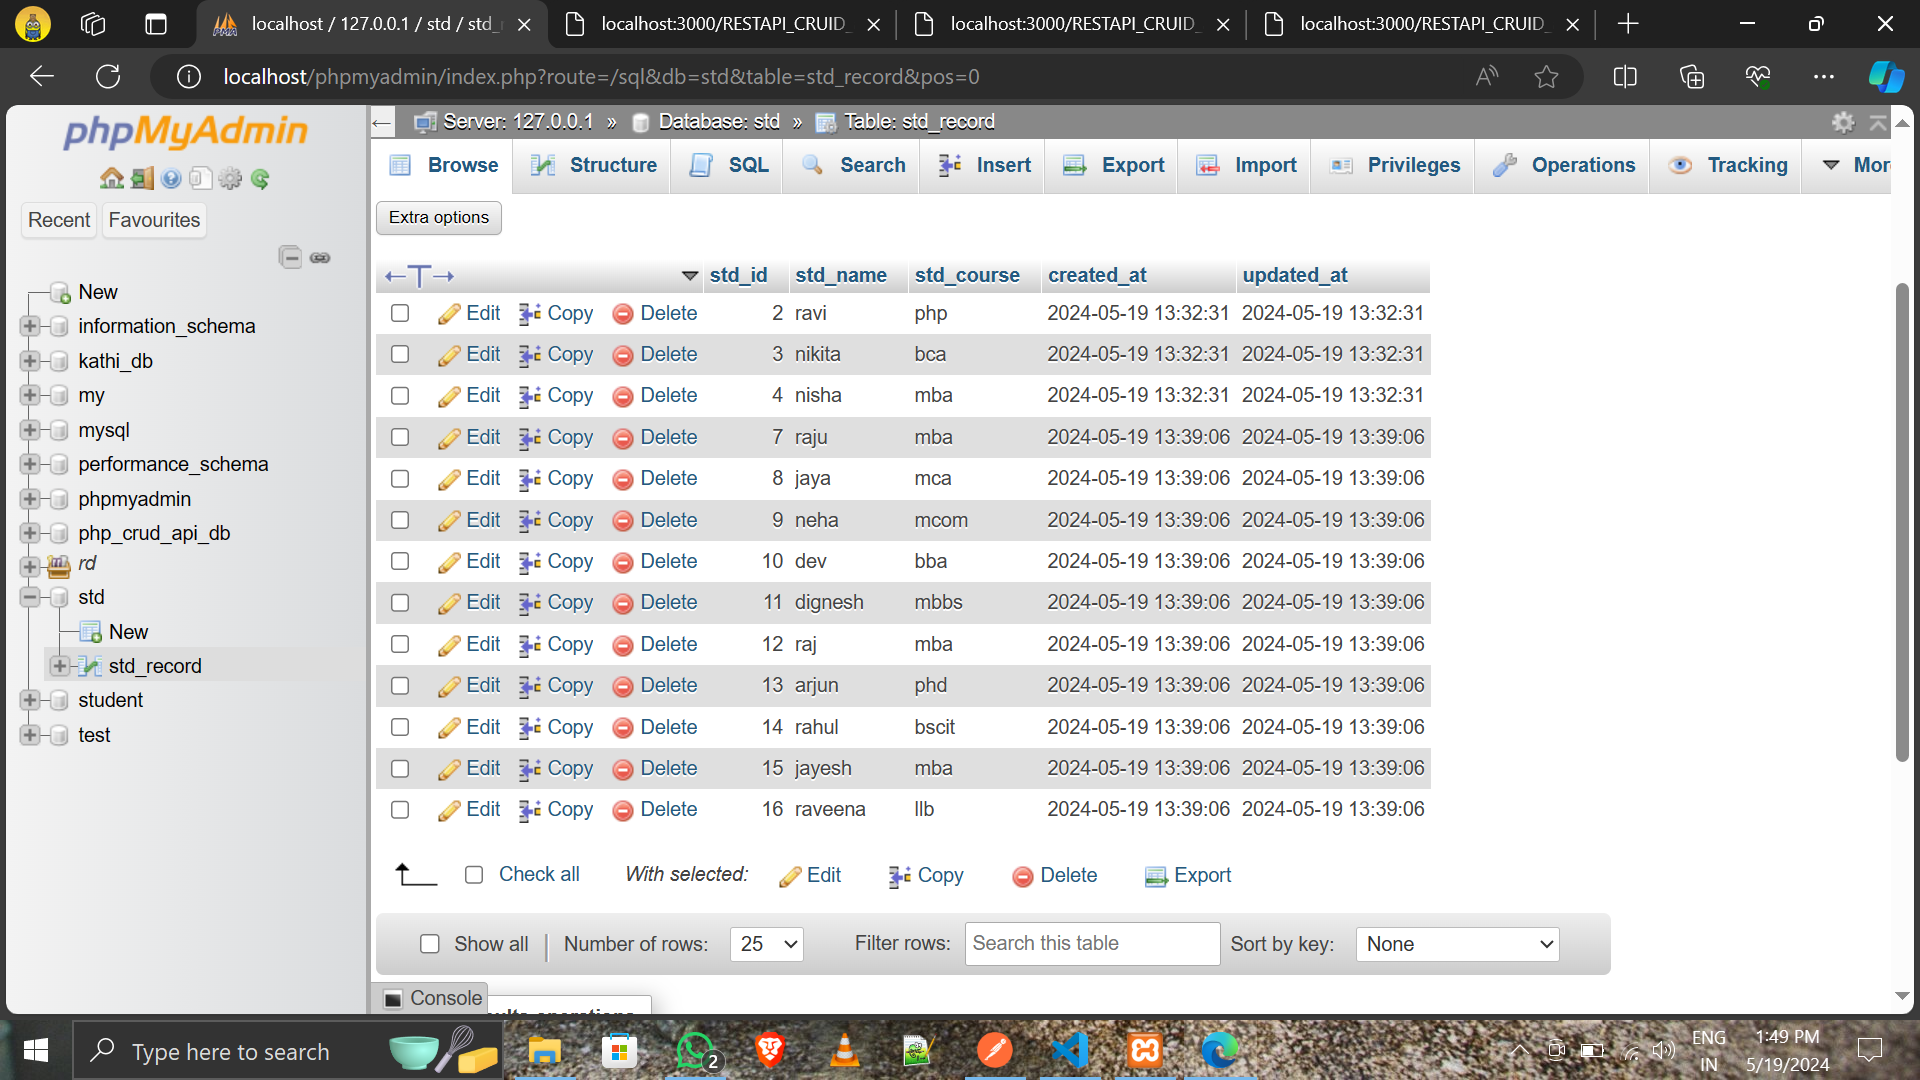 localhost / 127.0.0.1 / std / std_
localhost:3000/RESTAPI_CRUID_
localhost:3000/RESTAPI_CRUID_
localhost:3000/RESTAPI_CRUID_
localhost/phpmyadmin/index.php?route=/sql&db=std&table=std_record&pos=0
phpMyAdmin
Recent Favourites
New
information_schema
kathi_db
my
mysql
performance_schema
phpmyadmin
php_crud_api_db
rd
std
New
std_record
student
test
Server: 127.0.0.1 » Database: std » Table: std_record
Browse Structure SQL Search Insert Export Import Privileges Operations Tracking More
Extra options
←T→ std_id std_name std_course created_at updated_at
Edit Copy Delete 2 ravi php 2024-05-19 13:32:31 2024-05-19 13:32:31
Edit Copy Delete 3 nikita bca 2024-05-19 13:32:31 2024-05-19 13:32:31
Edit Copy Delete 4 nisha mba 2024-05-19 13:32:31 2024-05-19 13:32:31
Edit Copy Delete 7 raju mba 2024-05-19 13:39:06 2024-05-19 13:39:06
Edit Copy Delete 8 jaya mca 2024-05-19 13:39:06 2024-05-19 13:39:06
Edit Copy Delete 9 neha mcom 2024-05-19 13:39:06 2024-05-19 13:39:06
Edit Copy Delete 10 dev bba 2024-05-19 13:39:06 2024-05-19 13:39:06
Edit Copy Delete 11 dignesh mbbs 2024-05-19 13:39:06 2024-05-19 13:39:06
Edit Copy Delete 12 raj mba 2024-05-19 13:39:06 2024-05-19 13:39:06
Edit Copy Delete 13 arjun phd 2024-05-19 13:39:06 2024-05-19 13:39:06
Edit Copy Delete 14 rahul bscit 2024-05-19 13:39:06 2024-05-19 13:39:06
Edit Copy Delete 15 jayesh mba 2024-05-19 13:39:06 2024-05-19 13:39:06
Edit Copy Delete 16 raveena llb 2024-05-19 13:39:06 2024-05-19 13:39:06
Check all With selected: Edit Copy Delete Export
Show all Number of rows: 25 Filter rows: Search this table Sort by key: None
Console
Type here to search
2
ENG
IN
1:49 PM
5/19/2024